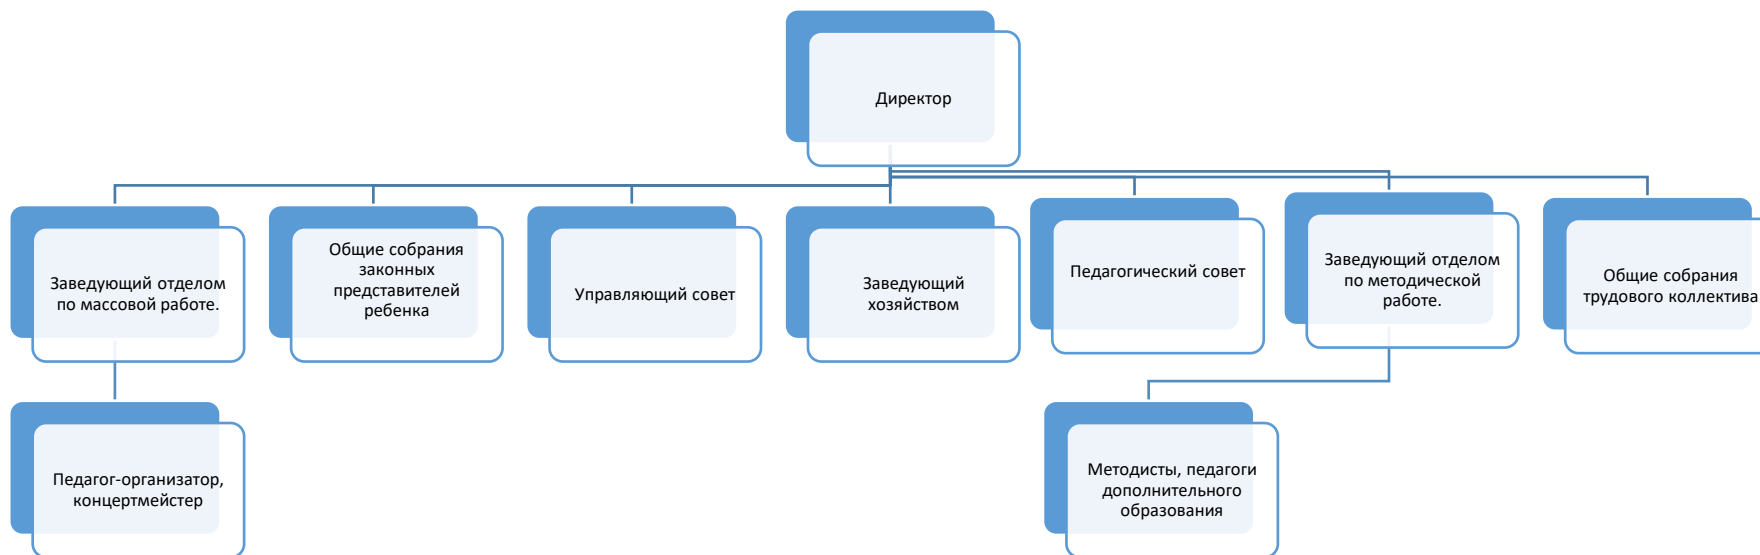 Директор
Заведующий отделом
по массовой работе.
Общие собрания
законных
представителей
ребенка
Управляющий совет
Заведующий
хозяйством
Педагогический совет
Заведующий отделом
по методической
работе.
Общие собрания
трудового коллектива
Педагог-организатор,
концертмейстер
Методисты, педагоги
дополнительного
образования